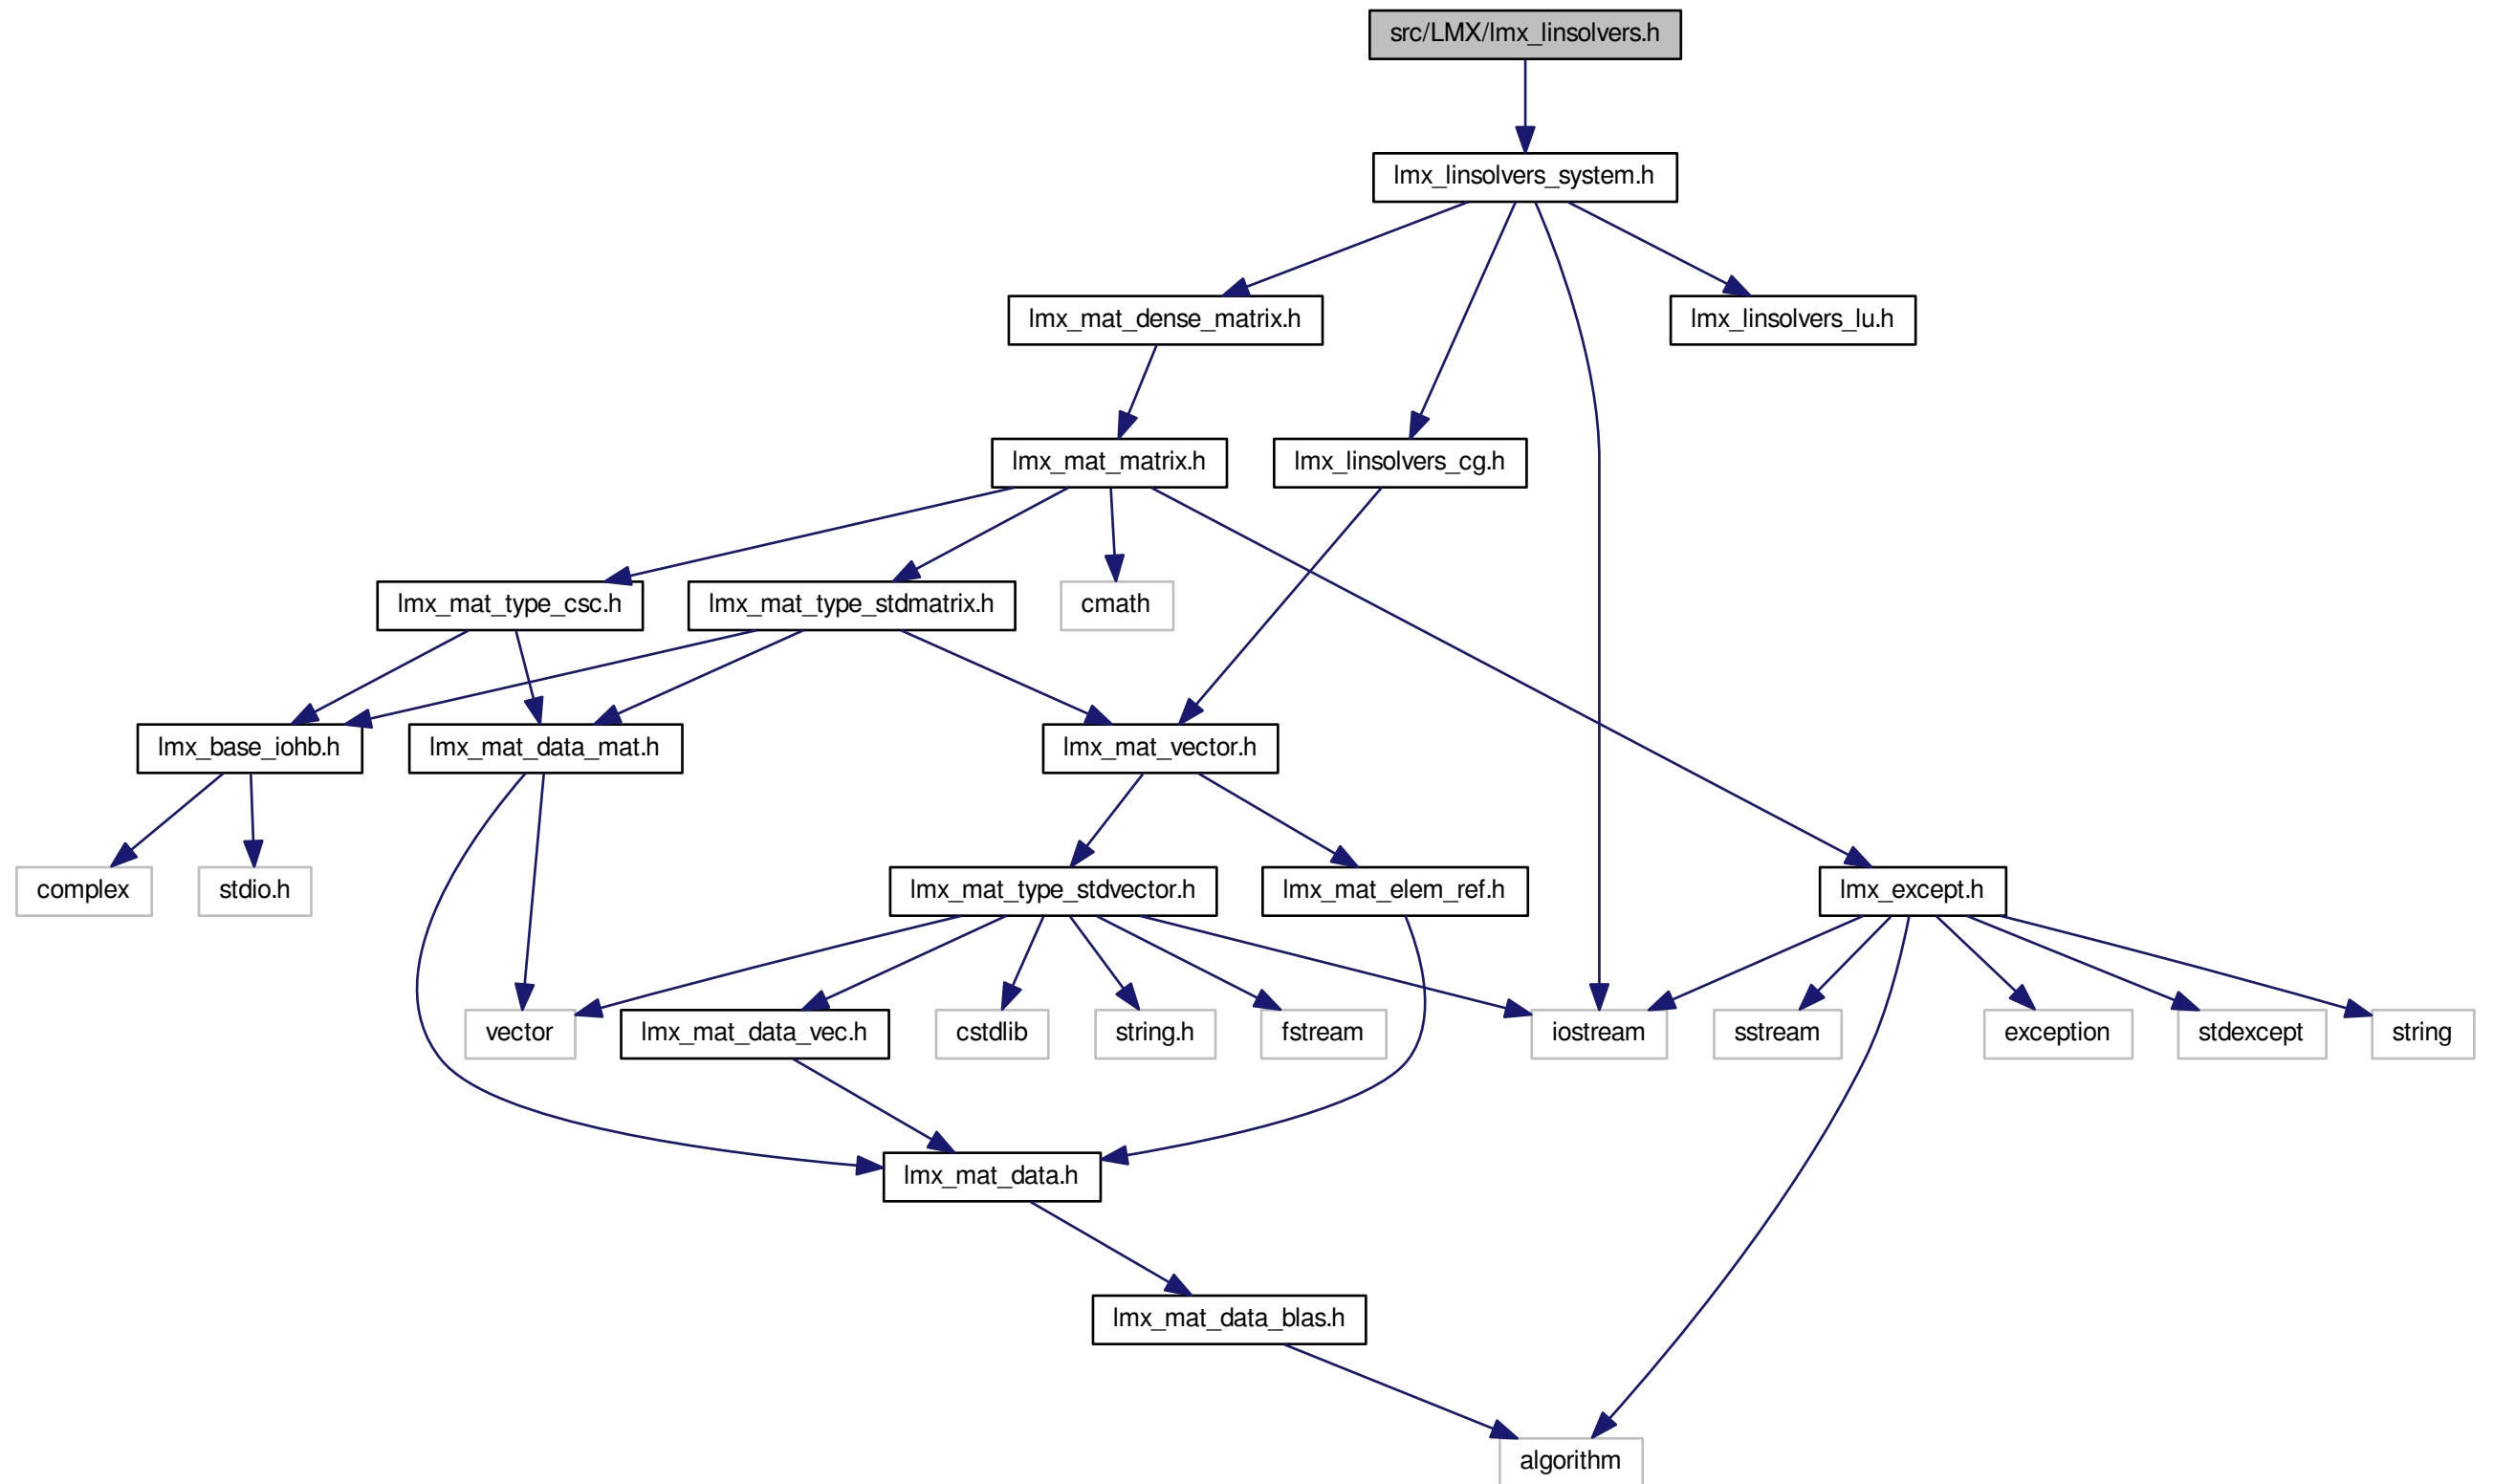 src/LMX/lmx_linsolvers.h
lmx_linsolvers_system.h
lmx_mat_dense_matrix.h
lmx_linsolvers_lu.h
lmx_mat_matrix.h
lmx_linsolvers_cg.h
lmx_mat_type_csc.h
lmx_mat_type_stdmatrix.h
cmath
lmx_base_iohb.h
lmx_mat_data_mat.h
lmx_mat_vector.h
complex
stdio.h
lmx_mat_type_stdvector.h
lmx_mat_elem_ref.h
lmx_except.h
vector
lmx_mat_data_vec.h
cstdlib
string.h
fstream
iostream
sstream
exception
stdexcept
string
lmx_mat_data.h
lmx_mat_data_blas.h
algorithm